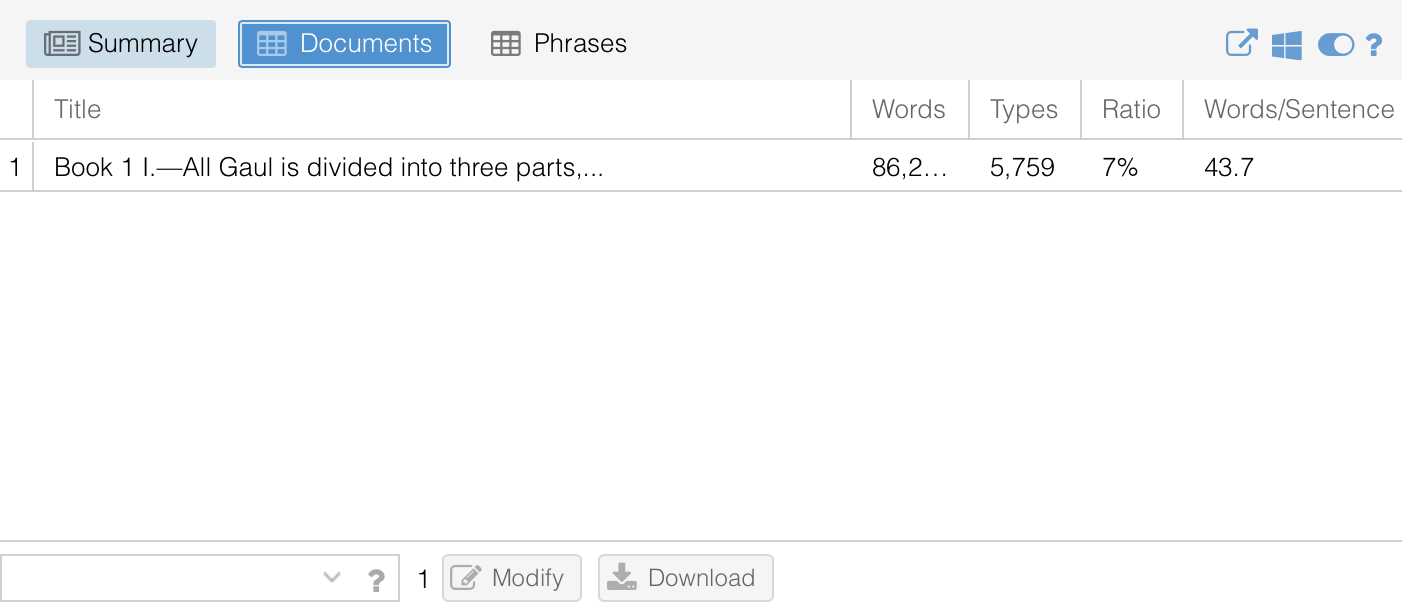 Summary Documents Phrases ?
Title Words Types Ratio Words/Sentence
1 Book 1 I.—All Gaul is divided into three parts,... 86,2... 5,759 7% 43.7
? 1 Modify Download